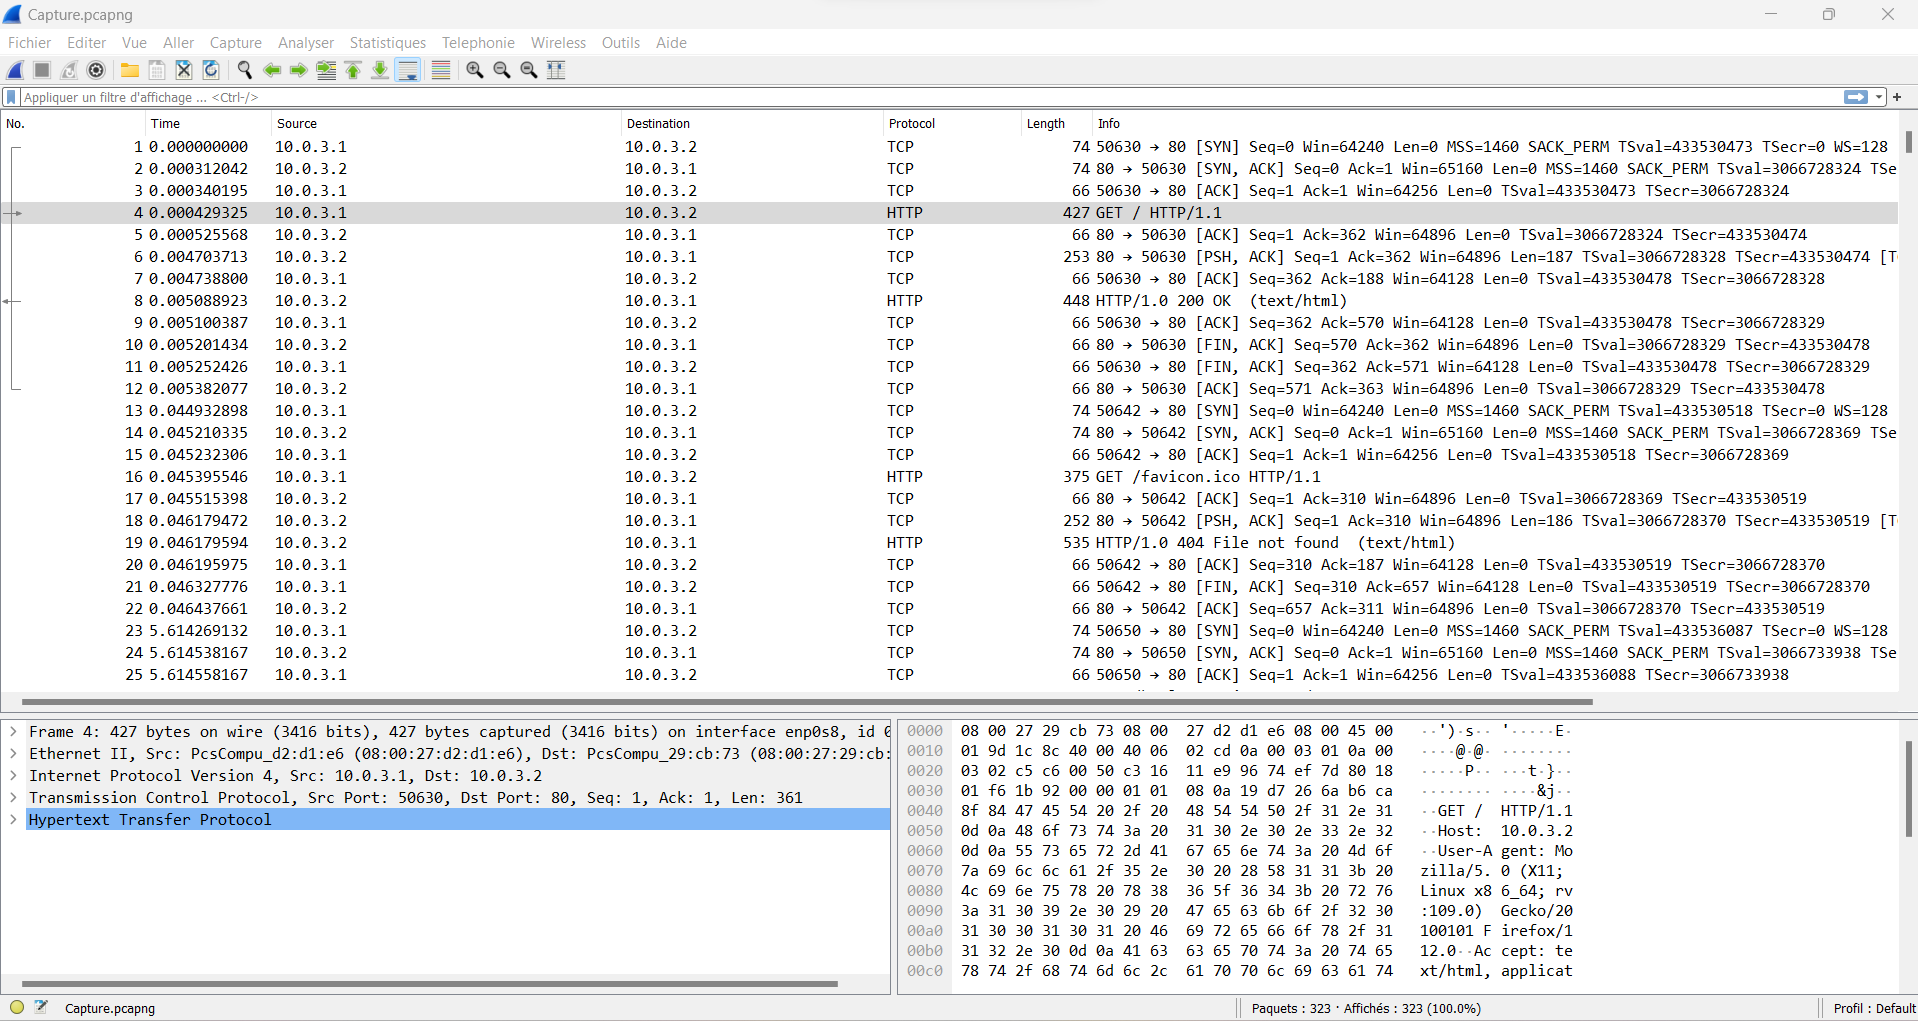 Capture.pcapng
Fichier Editer Vue Aller Capture Analyser Statistiques Telephonie Wireless Outils Aide
Appliquer un filtre d'affichage ... <Ctrl-/>
No. Time Source Destination Protocol Length Info
1 0.000000000 10.0.3.1 10.0.3.2 TCP 74 50630 → 80 [SYN] Seq=0 Win=64240 Len=0 MSS=1460 SACK_PERM TSval=433530473 TSecr=0 WS=128
2 0.000312042 10.0.3.2 10.0.3.1 TCP 74 80 → 50630 [SYN, ACK] Seq=0 Ack=1 Win=65160 Len=0 MSS=1460 SACK_PERM TSval=3066728324 TSe
3 0.000340195 10.0.3.1 10.0.3.2 TCP 66 50630 → 80 [ACK] Seq=1 Ack=1 Win=64256 Len=0 TSval=433530473 TSecr=3066728324
4 0.000429325 10.0.3.1 10.0.3.2 HTTP 427 GET / HTTP/1.1
5 0.000525568 10.0.3.2 10.0.3.1 TCP 66 80 → 50630 [ACK] Seq=1 Ack=362 Win=64896 Len=0 TSval=3066728324 TSecr=433530474
6 0.004703713 10.0.3.2 10.0.3.1 TCP 253 80 → 50630 [PSH, ACK] Seq=1 Ack=362 Win=64896 Len=187 TSval=3066728328 TSecr=433530474 [T
7 0.004738800 10.0.3.1 10.0.3.2 TCP 66 50630 → 80 [ACK] Seq=362 Ack=188 Win=64128 Len=0 TSval=433530478 TSecr=3066728328
8 0.005088923 10.0.3.2 10.0.3.1 HTTP 448 HTTP/1.0 200 OK (text/html)
9 0.005100387 10.0.3.1 10.0.3.2 TCP 66 50630 → 80 [ACK] Seq=362 Ack=570 Win=64128 Len=0 TSval=433530478 TSecr=3066728329
10 0.005201434 10.0.3.2 10.0.3.1 TCP 66 80 → 50630 [FIN, ACK] Seq=570 Ack=362 Win=64896 Len=0 TSval=3066728329 TSecr=433530478
11 0.005252426 10.0.3.1 10.0.3.2 TCP 66 50630 → 80 [FIN, ACK] Seq=362 Ack=571 Win=64128 Len=0 TSval=433530478 TSecr=3066728329
12 0.005382077 10.0.3.2 10.0.3.1 TCP 66 80 → 50630 [ACK] Seq=571 Ack=363 Win=64896 Len=0 TSval=3066728329 TSecr=433530478
13 0.044932898 10.0.3.1 10.0.3.2 TCP 74 50642 → 80 [SYN] Seq=0 Win=64240 Len=0 MSS=1460 SACK_PERM TSval=433530518 TSecr=0 WS=128
14 0.045210335 10.0.3.2 10.0.3.1 TCP 74 80 → 50642 [SYN, ACK] Seq=0 Ack=1 Win=65160 Len=0 MSS=1460 SACK_PERM TSval=3066728369 TSe
15 0.045232306 10.0.3.1 10.0.3.2 TCP 66 50642 → 80 [ACK] Seq=1 Ack=1 Win=64256 Len=0 TSval=433530518 TSecr=3066728369
16 0.045395546 10.0.3.1 10.0.3.2 HTTP 375 GET /favicon.ico HTTP/1.1
17 0.045515398 10.0.3.2 10.0.3.1 TCP 66 80 → 50642 [ACK] Seq=1 Ack=310 Win=64896 Len=0 TSval=3066728369 TSecr=433530519
18 0.046179472 10.0.3.2 10.0.3.1 TCP 252 80 → 50642 [PSH, ACK] Seq=1 Ack=310 Win=64896 Len=186 TSval=3066728370 TSecr=433530519 [T
19 0.046179594 10.0.3.2 10.0.3.1 HTTP 535 HTTP/1.0 404 File not found (text/html)
20 0.046195975 10.0.3.1 10.0.3.2 TCP 66 50642 → 80 [ACK] Seq=310 Ack=187 Win=64128 Len=0 TSval=433530519 TSecr=3066728370
21 0.046327776 10.0.3.1 10.0.3.2 TCP 66 50642 → 80 [FIN, ACK] Seq=310 Ack=657 Win=64128 Len=0 TSval=433530519 TSecr=3066728370
22 0.046437661 10.0.3.2 10.0.3.1 TCP 66 80 → 50642 [ACK] Seq=657 Ack=311 Win=64896 Len=0 TSval=3066728370 TSecr=433530519
23 5.614269132 10.0.3.1 10.0.3.2 TCP 74 50650 → 80 [SYN] Seq=0 Win=64240 Len=0 MSS=1460 SACK_PERM TSval=433536087 TSecr=0 WS=128
24 5.614538167 10.0.3.2 10.0.3.1 TCP 74 80 → 50650 [SYN, ACK] Seq=0 Ack=1 Win=65160 Len=0 MSS=1460 SACK_PERM TSval=3066733938 TSe
25 5.614558167 10.0.3.1 10.0.3.2 TCP 66 50650 → 80 [ACK] Seq=1 Ack=1 Win=64256 Len=0 TSval=433536088 TSecr=3066733938
Frame 4: 427 bytes on wire (3416 bits), 427 bytes captured (3416 bits) on interface enp0s8, id 0
Ethernet II, Src: PcsCompu_d2:d1:e6 (08:00:27:d2:d1:e6), Dst: PcsCompu_29:cb:73 (08:00:27:29:cb:
Internet Protocol Version 4, Src: 10.0.3.1, Dst: 10.0.3.2
Transmission Control Protocol, Src Port: 50630, Dst Port: 80, Seq: 1, Ack: 1, Len: 361
Hypertext Transfer Protocol
0000 08 00 27 29 cb 73 08 00 27 d2 d1 e6 08 00 45 00 ··')·s·· '·····E·
0010 01 9d 1c 8c 40 00 40 06 02 cd 0a 00 03 01 0a 00 ····@·@· ········
0020 03 02 c5 c6 00 50 c3 16 11 e9 96 74 ef 7d 80 18 ·····P·· ···t·}··
0030 01 f6 1b 92 00 00 01 01 08 0a 19 d7 26 6a b6 ca ········ ····&j··
0040 8f 84 47 45 54 20 2f 20 48 54 54 50 2f 31 2e 31 ··GET / HTTP/1.1
0050 0d 0a 48 6f 73 74 3a 20 31 30 2e 30 2e 33 2e 32 ··Host: 10.0.3.2
0060 0d 0a 55 73 65 72 2d 41 67 65 6e 74 3a 20 4d 6f ··User-A gent: Mo
0070 7a 69 6c 6c 61 2f 35 2e 30 20 28 58 31 31 3b 20 zilla/5. 0 (X11;
0080 4c 69 6e 75 78 20 78 38 36 5f 36 34 3b 20 72 76 Linux x8 6_64; rv
0090 3a 31 30 39 2e 30 29 20 47 65 63 6b 6f 2f 32 30 :109.0) Gecko/20
00a0 31 30 30 31 30 31 20 46 69 72 65 66 6f 78 2f 31 100101 F irefox/1
00b0 31 32 2e 30 0d 0a 41 63 63 65 70 74 3a 20 74 65 12.0··Ac cept: te
00c0 78 74 2f 68 74 6d 6c 2c 61 70 70 6c 69 63 61 74 xt/html, applicat
Capture.pcapng
Paquets : 323 · Affichés : 323 (100.0%)
Profil : Default